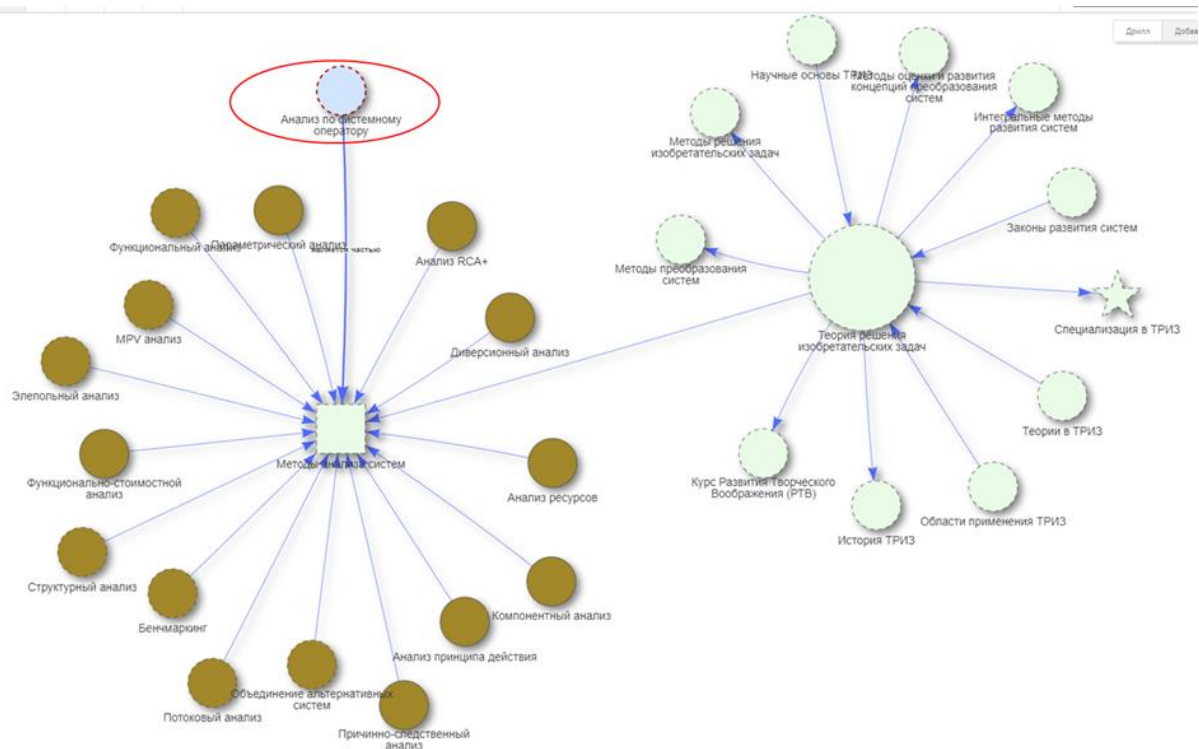 Дрилл
Доба
Научные основы ТРИЗ
Методы оценки и развития
концепций преобразования
систем
Анализ по системному
оператору
Интегральные методы
развития систем
Методы решения
изобретательских задач
Функциональный анализ
Параметрический анализ
является частью
Анализ RCA+
Законы развития систем
Методы преобразования
систем
MPV анализ
Диверсионный анализ
Теория решения
изобретательских задач
Специализация в ТРИЗ
Элепольный анализ
Теории в ТРИЗ
Методы анализа систем
Функционально-стоимостной
анализ
Анализ ресурсов
Курс Развития Творческого
Воображения (РТВ)
Области применения ТРИЗ
История ТРИЗ
Структурный анализ
Компонентный анализ
Бенчмаркинг
Анализ принципа действия
Объединение альтернативных
систем
Потоковый анализ
Причинно-следственный
анализ